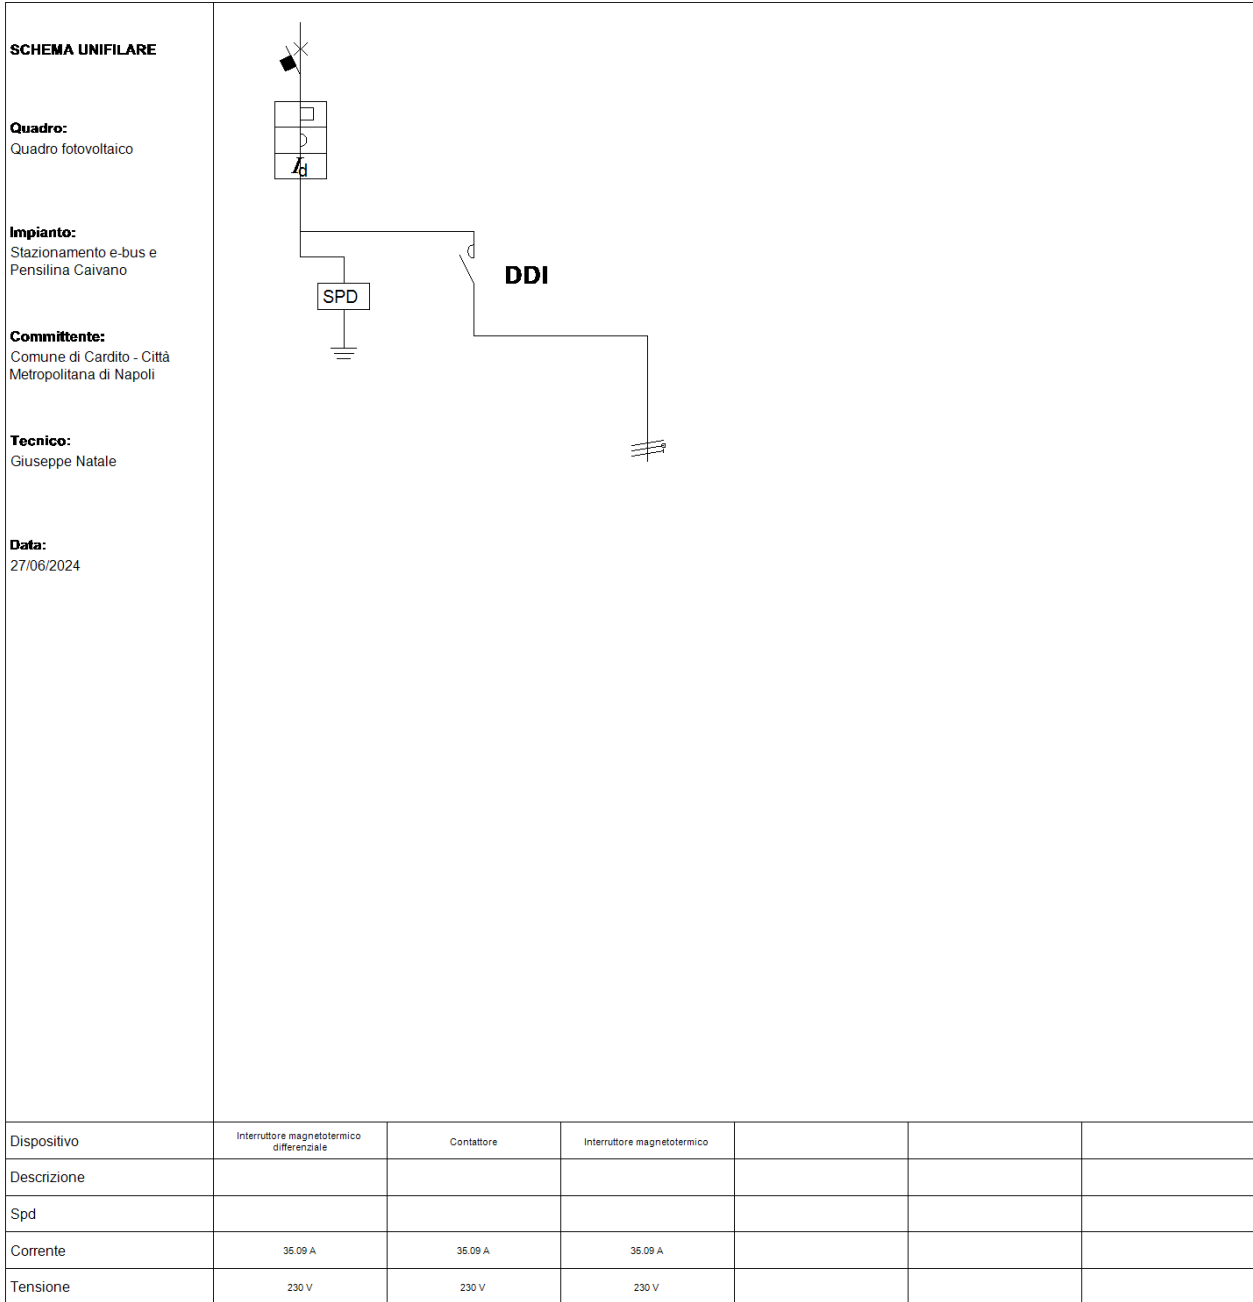 SCHEMA UNIFILARE
Quadro:
Quadro fotovoltaico
Impianto:
Stazionamento e-bus e
Pensilina Caivano
Committente:
Comune di Cardito - Città
Metropolitana di Napoli
Tecnico:
Giuseppe Natale
Data:
27/06/2024
Id
SPD
DDI
Dispositivo
Interruttore magnetotermico
differenziale
Contattore
Interruttore magnetotermico
Descrizione
Spd
Corrente
35.09 A
35.09 A
35.09 A
Tensione
230 V
230 V
230 V